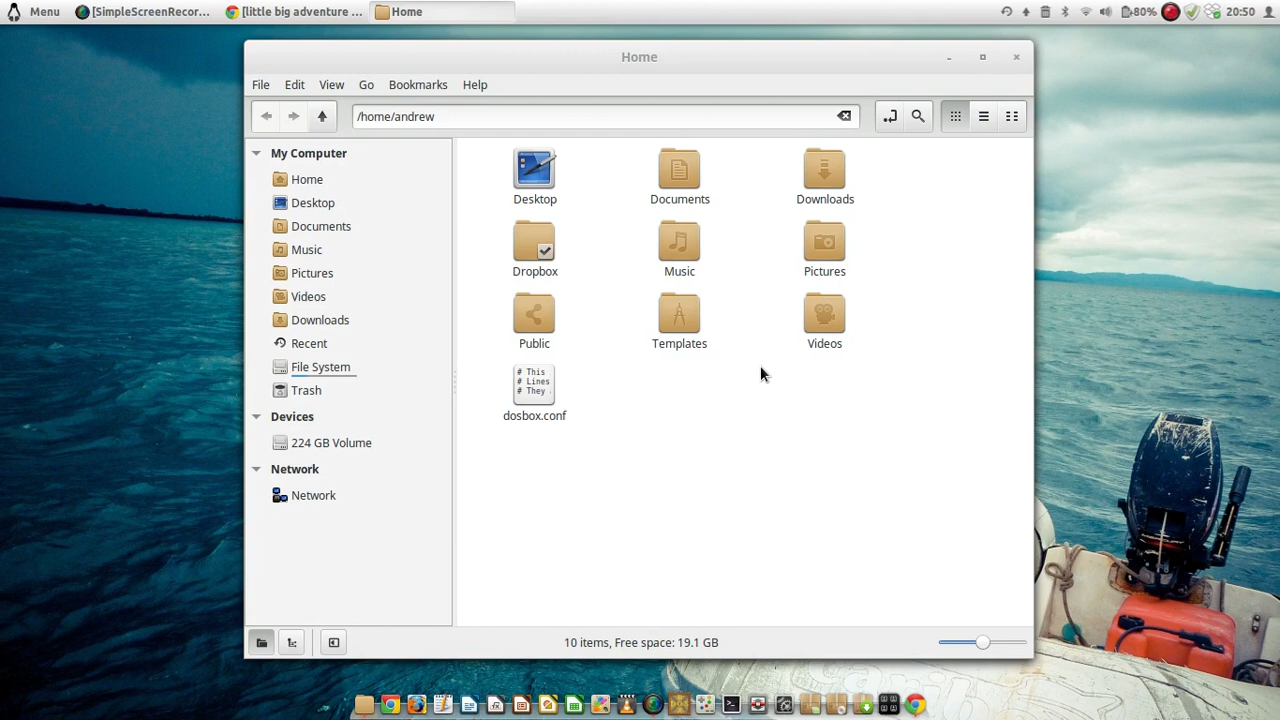 Menu [SimpleScreenRecor... [little big adventure ... Home 80% 20:50
Home
File Edit View Go Bookmarks Help
/home/andrew
My Computer
Home
Desktop
Documents
Music
Pictures
Videos
Downloads
Recent
File System
Trash
Devices
224 GB Volume
Network
Network
Desktop Documents Downloads
Dropbox Music Pictures
Public Templates Videos
# This
# Lines
# They
dosbox.conf
10 items, Free space: 19.1 GB